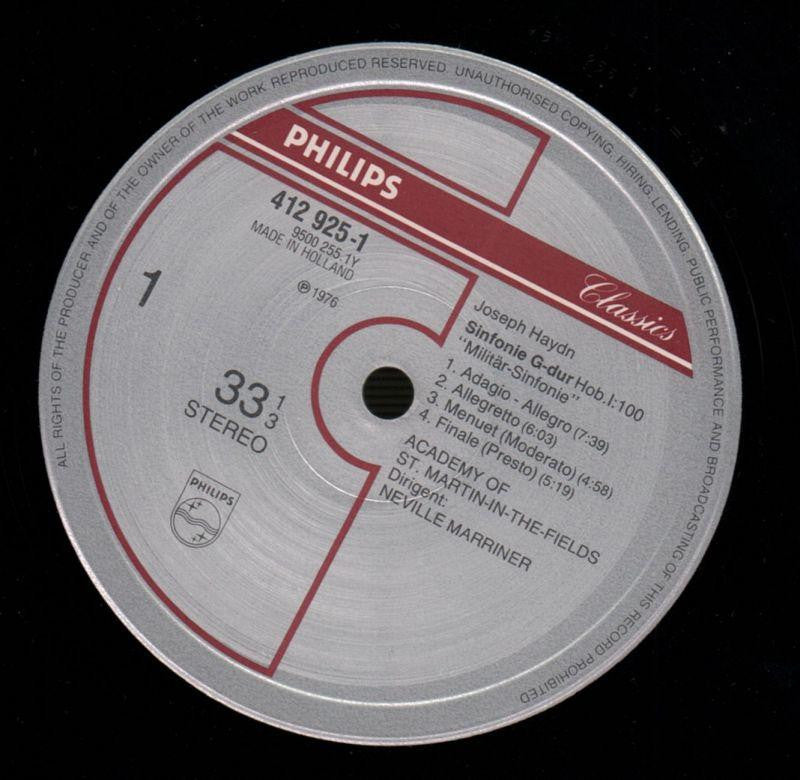 ALL RIGHTS OF THE PRODUCER AND OF THE OWNER OF THE WORK REPRODUCED RESERVED. UNAUTHORISED COPYING, HIRING, LENDING, PUBLIC PERFORMANCE AND BROADCASTING OF THIS RECORD PROHIBITED
PHILIPS
Classics
412 925-1
9500 255.1Y
MADE IN HOLLAND
℗ 1976
1
33 1/3
STEREO
PHILIPS
Joseph Haydn
Sinfonie G-dur Hob. I:100
"Militär-Sinfonie"
1. Adagio - Allegro (7:39)
2. Allegretto (6:03)
3. Menuet (Moderato) (4:58)
4. Finale (Presto) (5:19)
ACADEMY OF
ST. MARTIN-IN-THE-FIELDS
Dirigent:
NEVILLE MARRINER